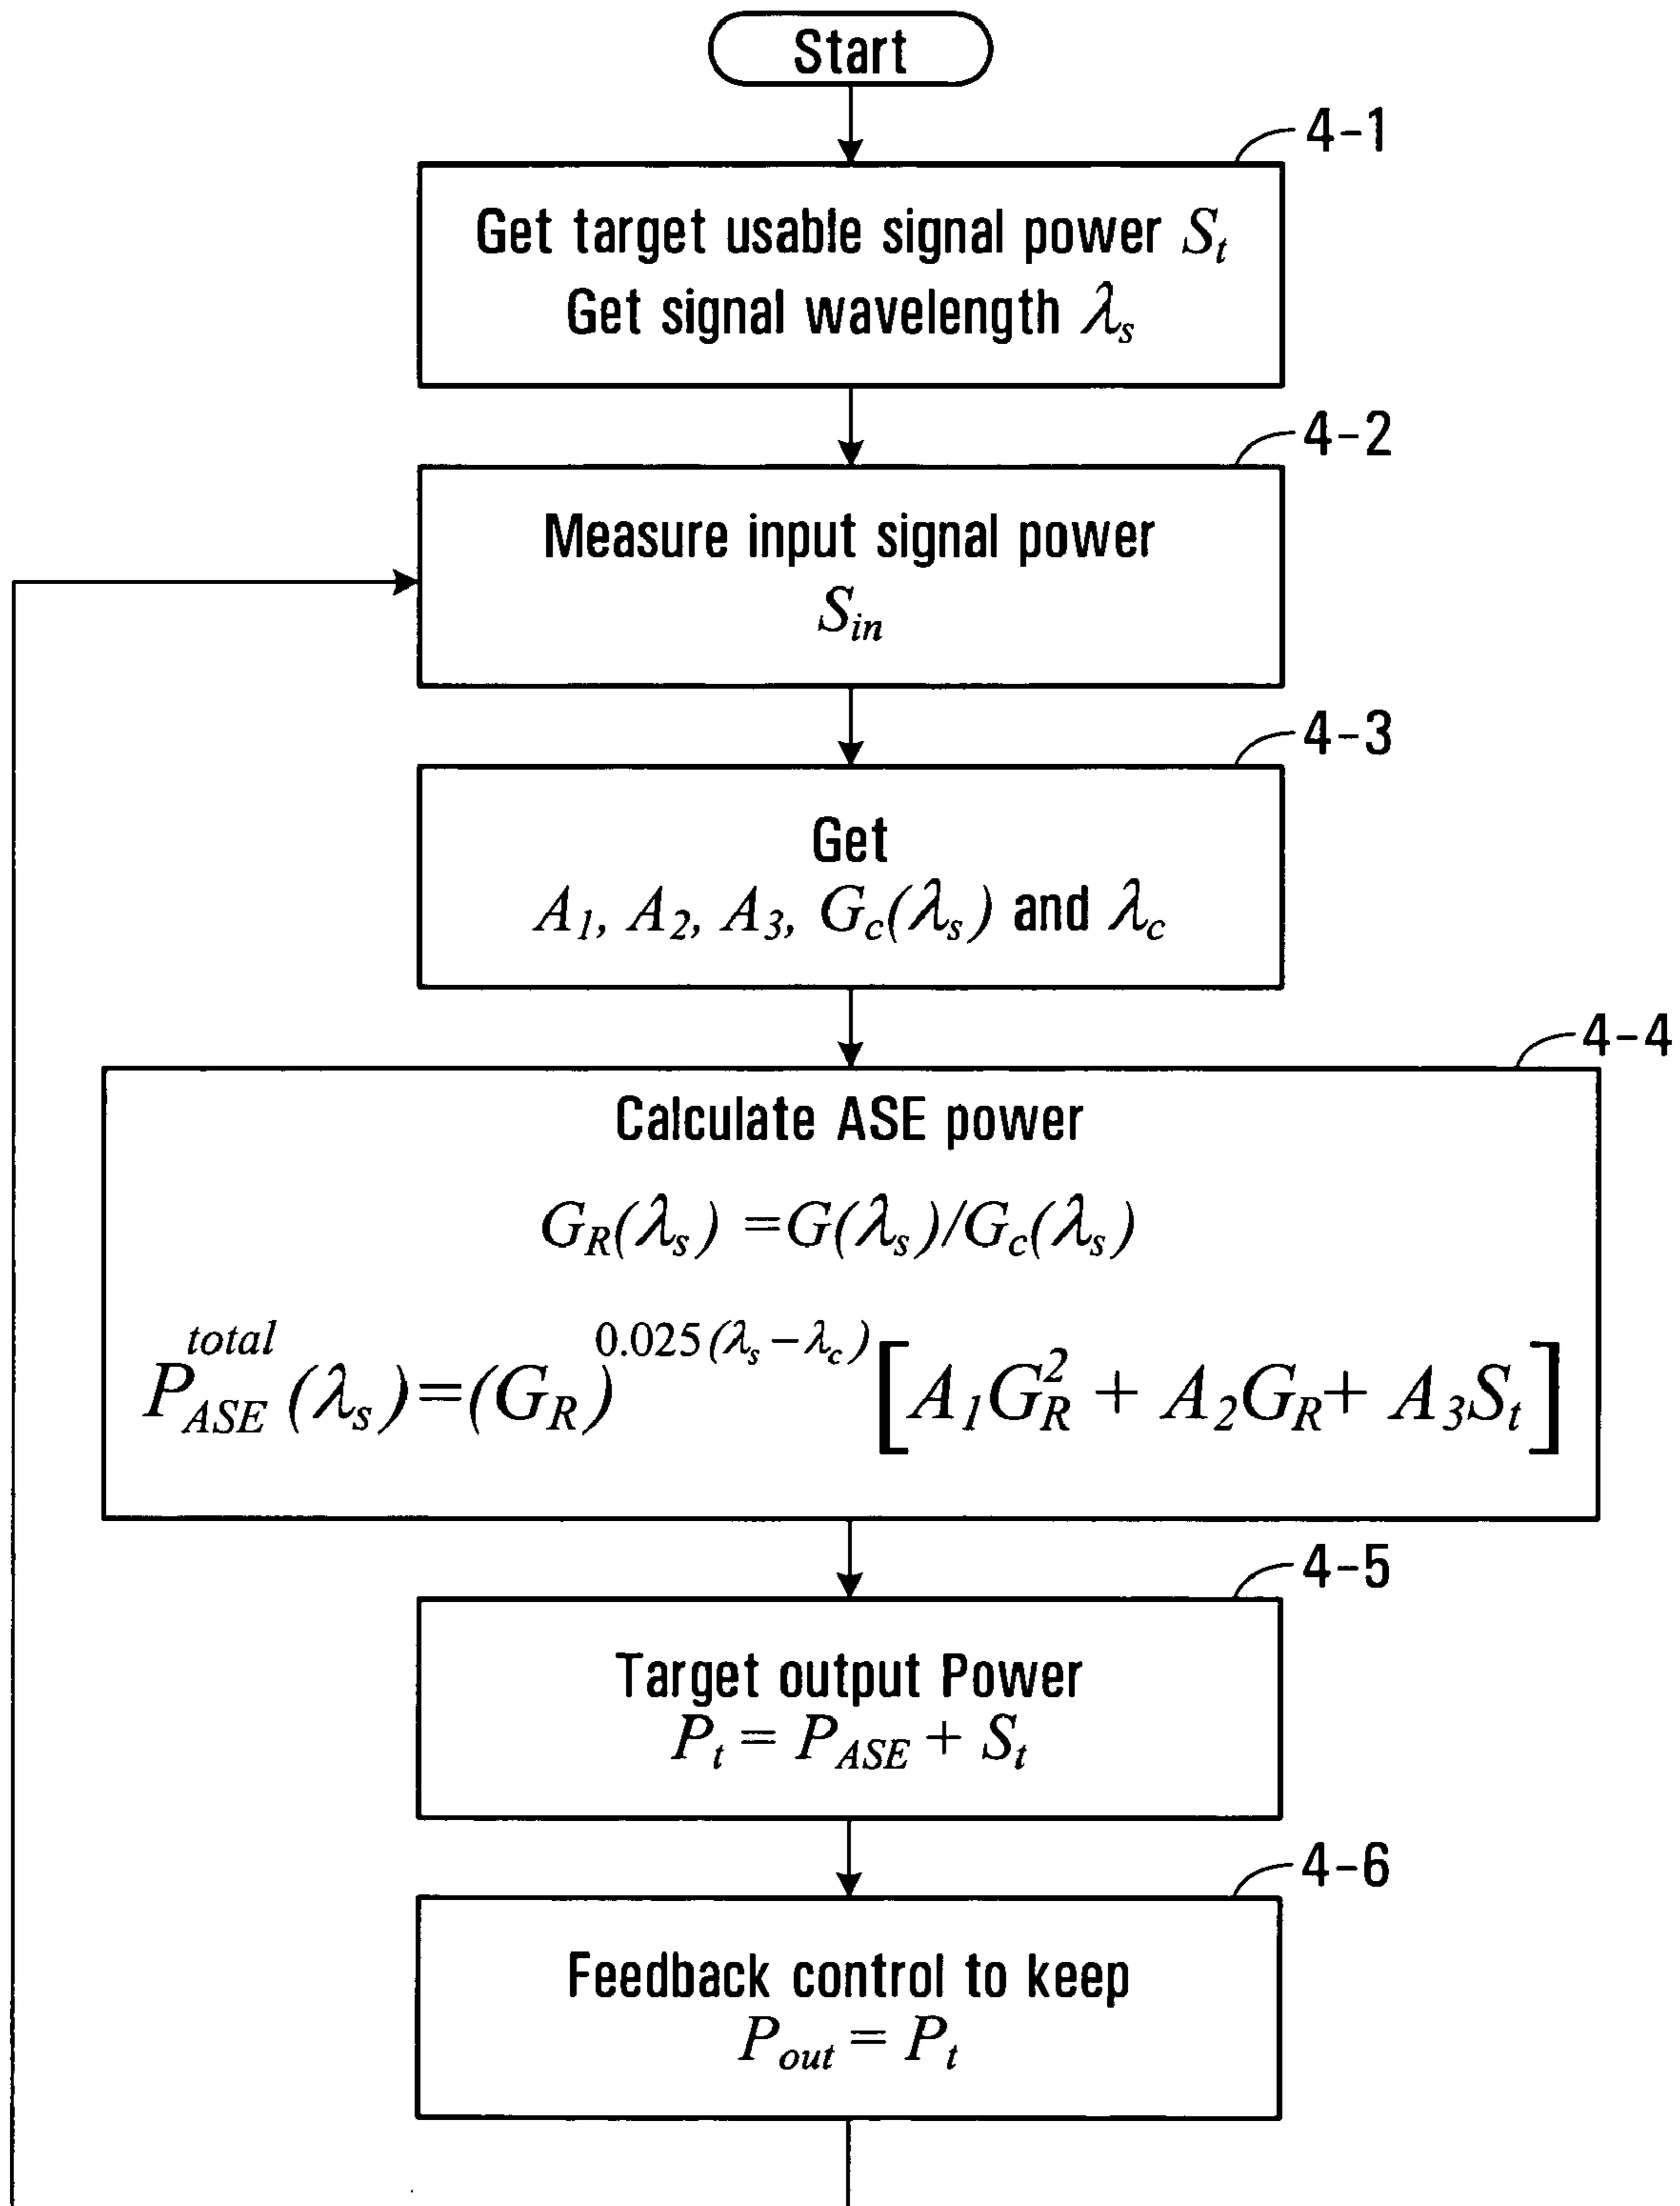 Start
4-1
Get target usable signal power S_t
Get signal wavelength λ_s
4-2
Measure input signal power
S_in
4-3
Get
A_1, A_2, A_3, G_c(λ_s) and λ_c
4-4
Calculate ASE power
G_R(λ_s) =G(λ_s)/G_c(λ_s)
P_ASE^total(λ_s)=(G_R)^0.025(λ_s-λ_c)[A_1G_R^2 + A_2G_R+ A_3S_t]
4-5
Target output Power
P_t = P_ASE + S_t
4-6
Feedback control to keep
P_out = P_t